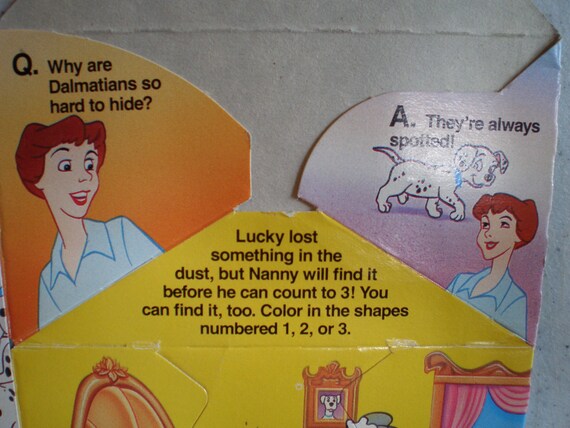 Q. Why are
Dalmatians so
hard to hide?
A. They're always
spotted!
Lucky lost
something in the
dust, but Nanny will find it
before he can count to 3! You
can find it, too. Color in the shapes
numbered 1, 2, or 3.